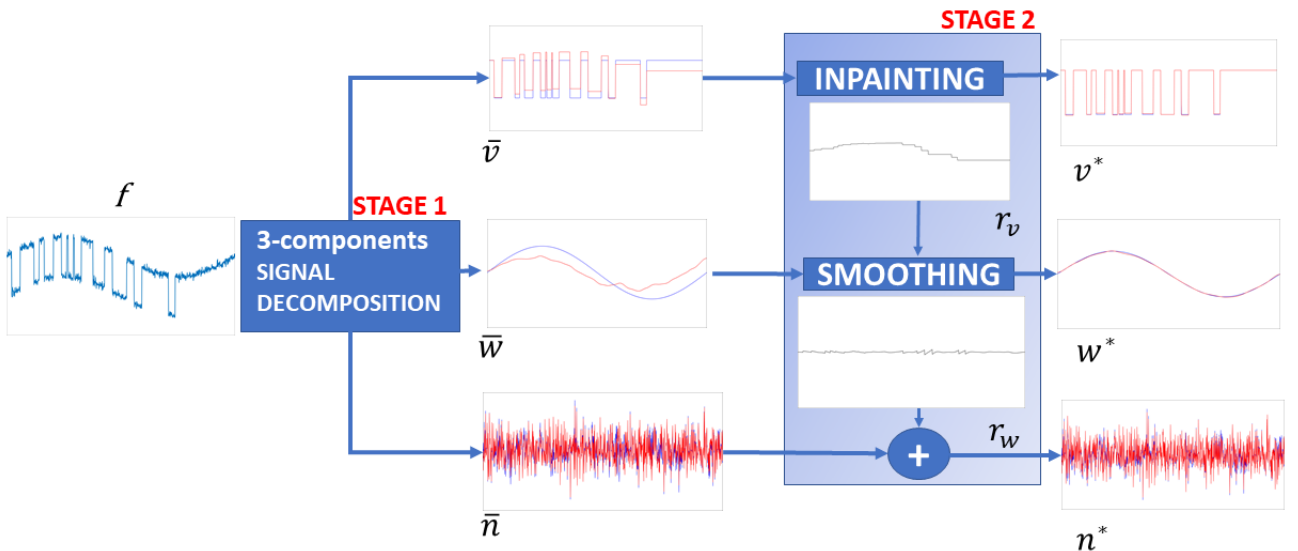 STAGE 2
INPAINTING
v̄
v*
f
STAGE 1
3-components
SIGNAL
DECOMPOSITION
r_v
SMOOTHING
w̄
w*
+
r_w
n̄
n*